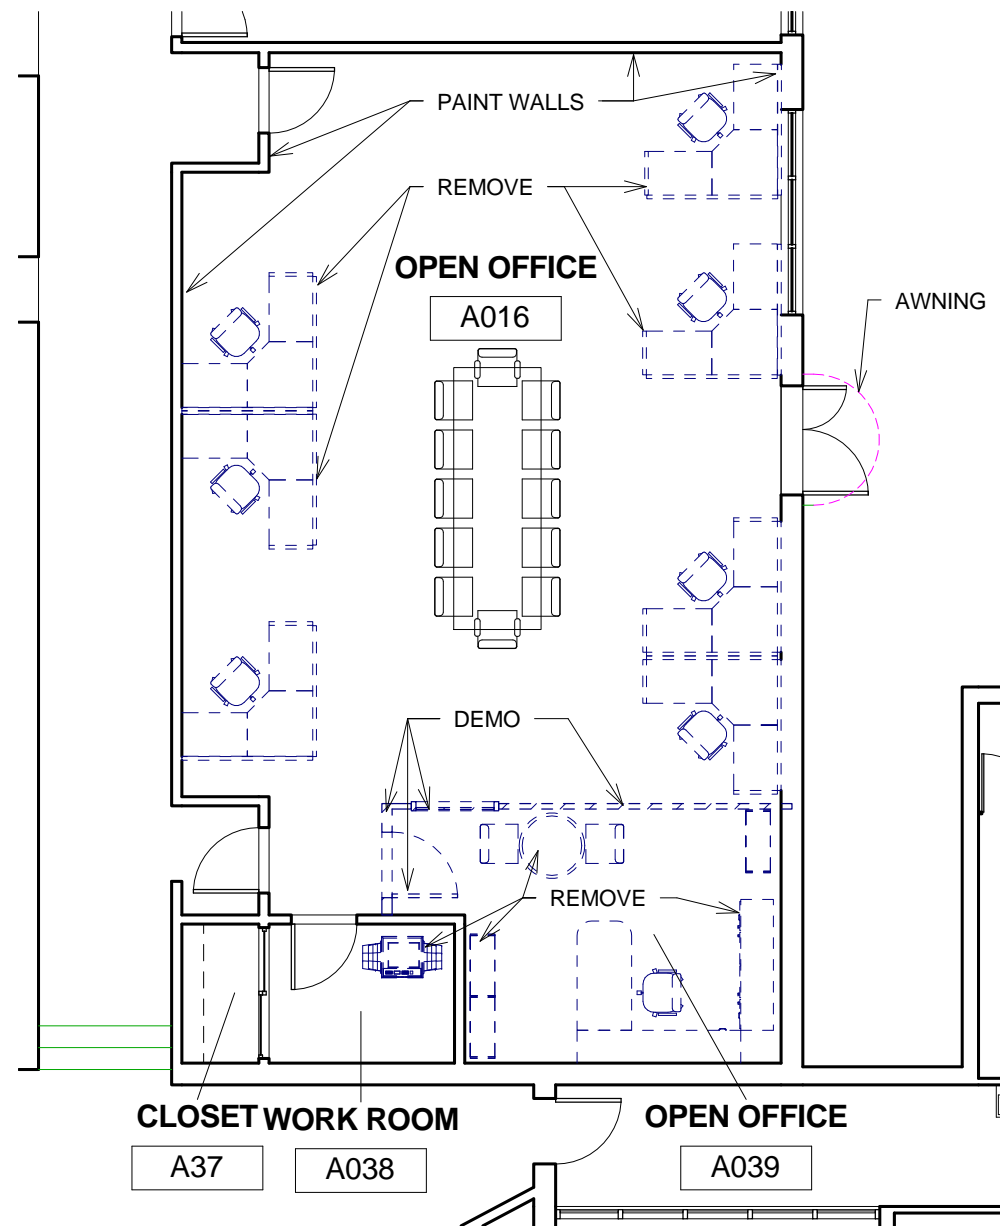 PAINT WALLS
REMOVE
OPEN OFFICE
A016
AWNING
DEMO
REMOVE
CLOSET
A37
WORK ROOM
A038
OPEN OFFICE
A039